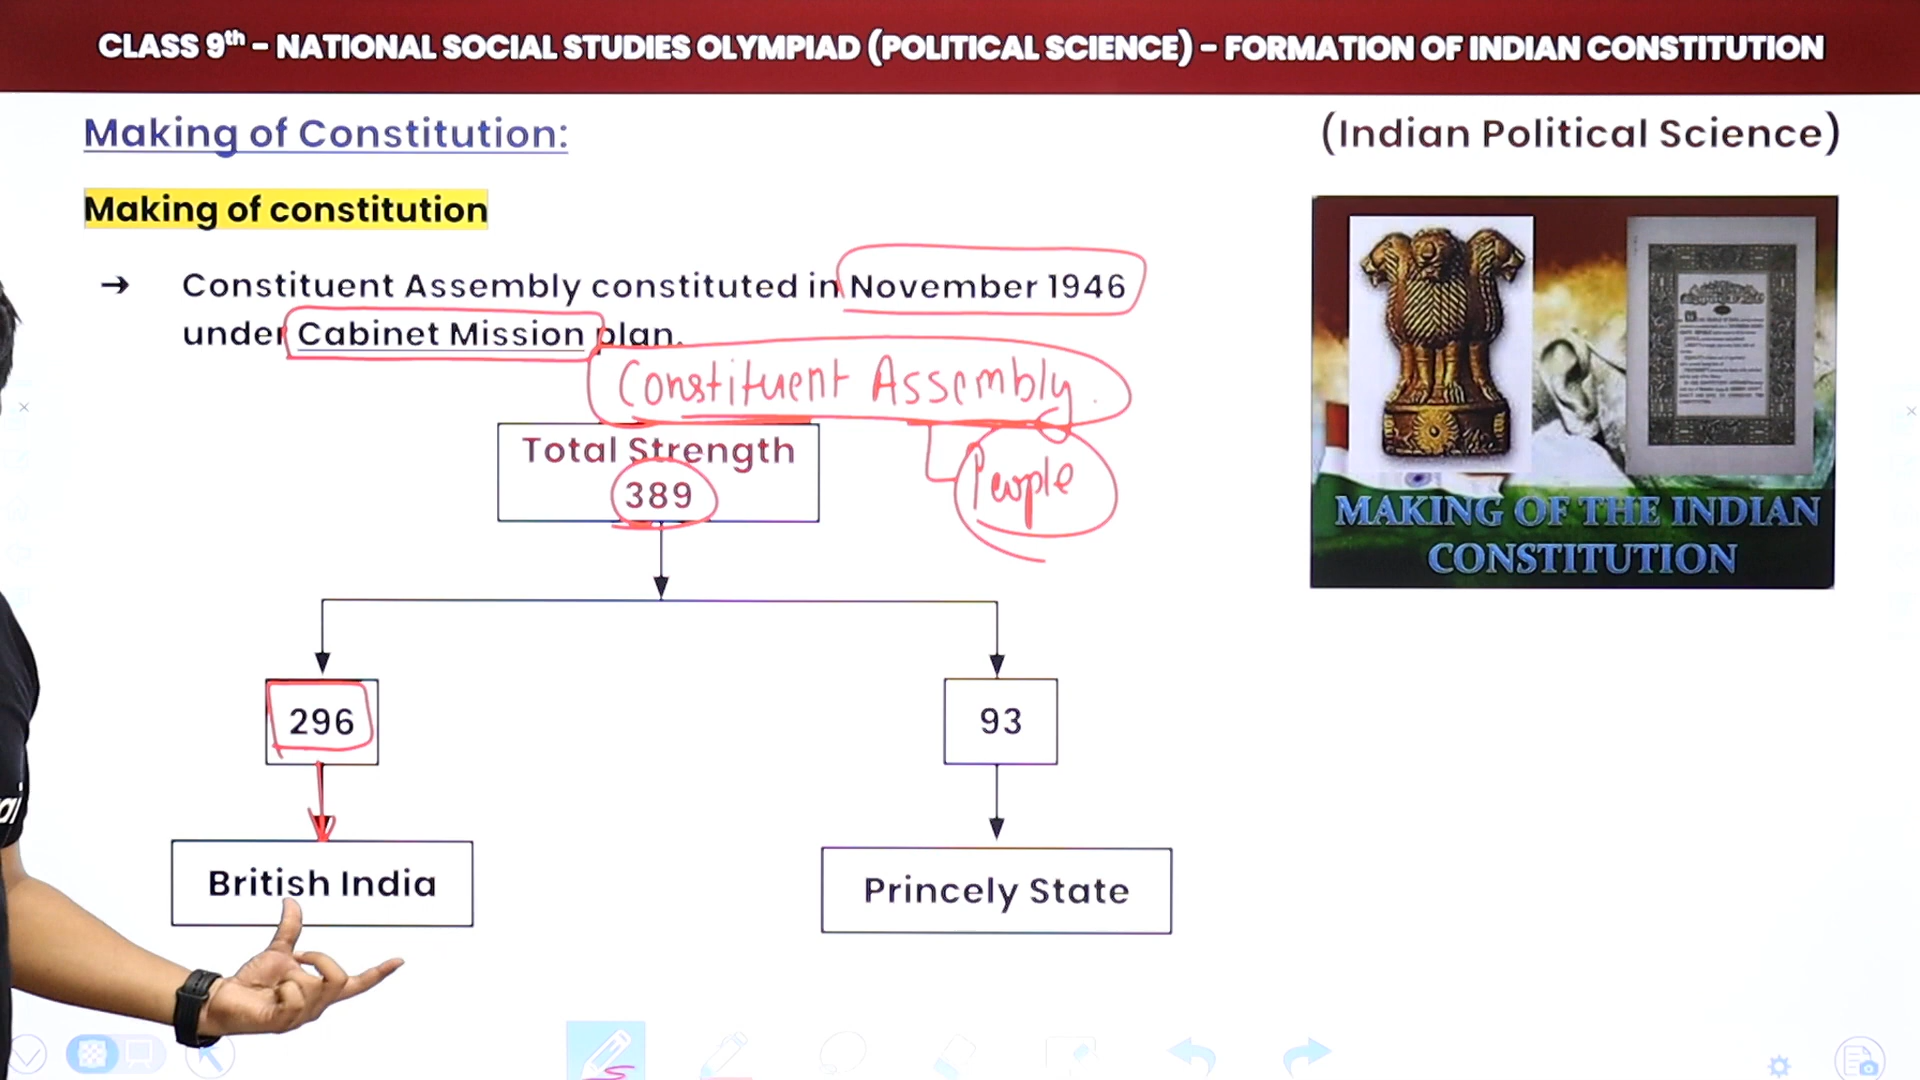 CLASS 9th – NATIONAL SOCIAL STUDIES OLYMPIAD (POLITICAL SCIENCE) – FORMATION OF INDIAN CONSTITUTION
Making of Constitution:
(Indian Political Science)
Making of constitution
→ Constituent Assembly constituted in November 1946
under Cabinet Mission plan.
Constituent Assembly.
Total Strength
389
People
MAKING OF THE INDIAN
CONSTITUTION
296
93
British India
Princely State